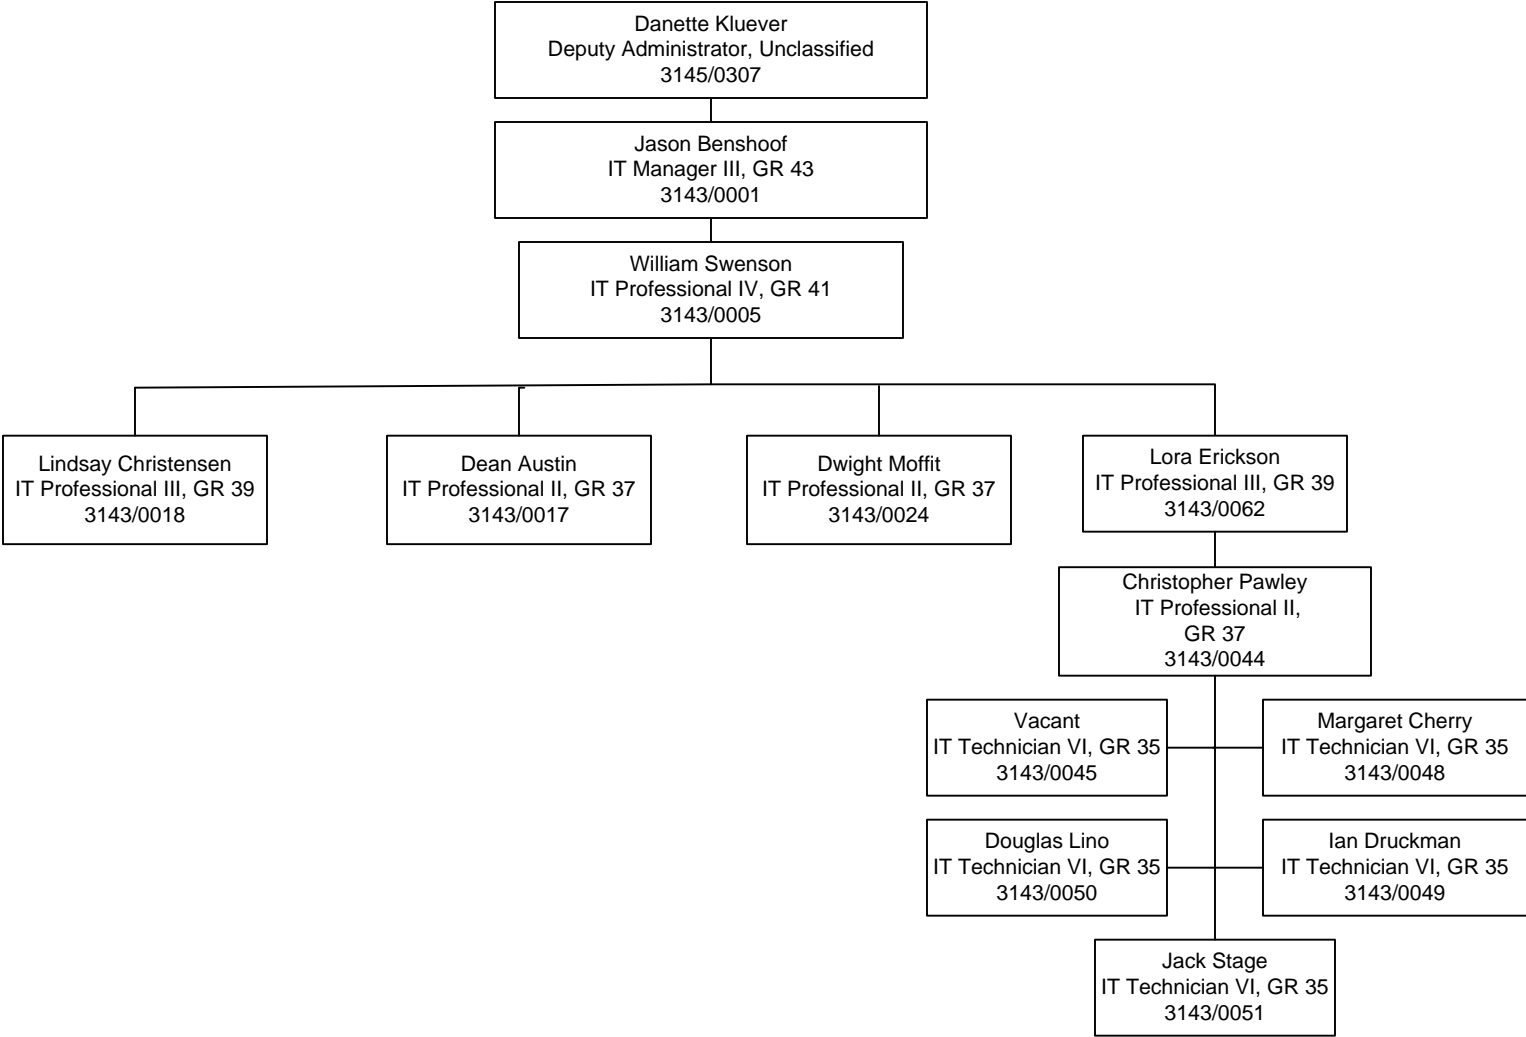 Danette Kluever
Deputy Administrator, Unclassified
3145/0307
Jason Benshoof
IT Manager III, GR 43
3143/0001
William Swenson
IT Professional IV, GR 41
3143/0005
Lindsay Christensen
IT Professional III, GR 39
3143/0018
Dean Austin
IT Professional II, GR 37
3143/0017
Dwight Moffit
IT Professional II, GR 37
3143/0024
Lora Erickson
IT Professional III, GR 39
3143/0062
Christopher Pawley
IT Professional II,
GR 37
3143/0044
Vacant
IT Technician VI, GR 35
3143/0045
Margaret Cherry
IT Technician VI, GR 35
3143/0048
Douglas Lino
IT Technician VI, GR 35
3143/0050
Ian Druckman
IT Technician VI, GR 35
3143/0049
Jack Stage
IT Technician VI, GR 35
3143/0051